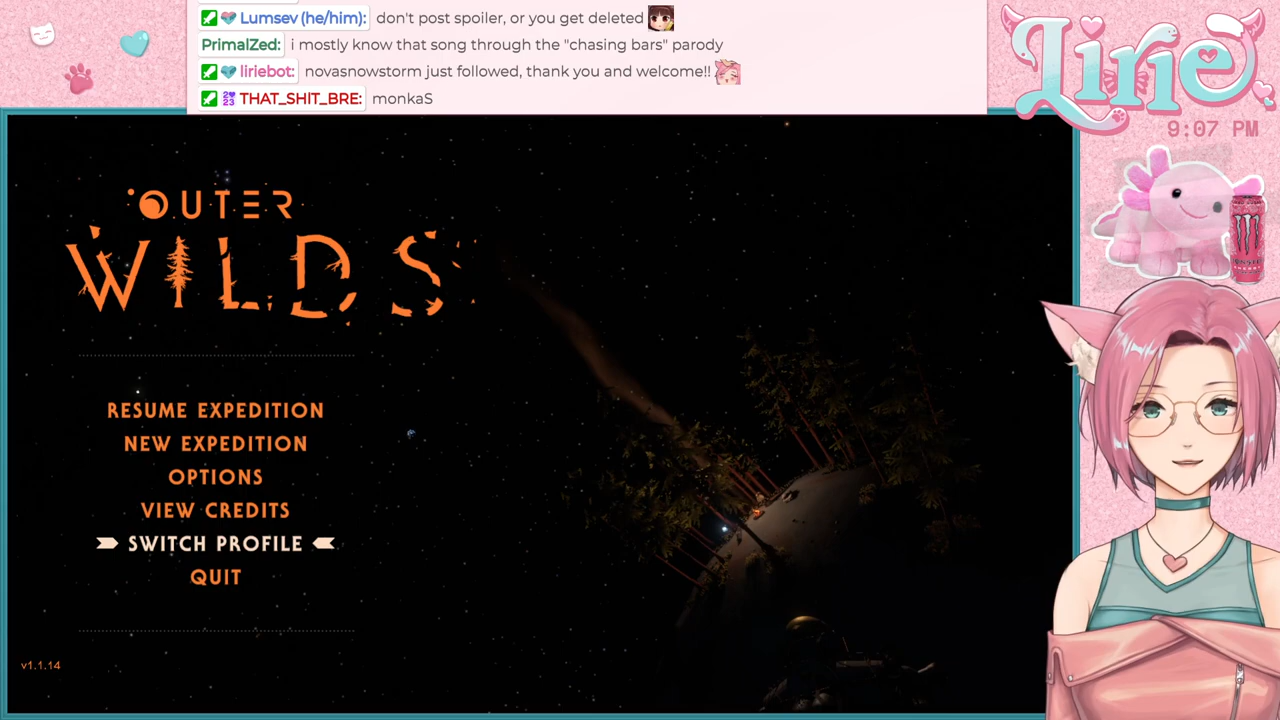 Lumsev (he/him): don't post spoiler, or you get deleted
PrimalZed: i mostly know that song through the "chasing bars" parody
liriebot: novasnowstorm just followed, thank you and welcome!!
2023 THAT_SHIT_BRE: monkaS
Lirie
9:07 PM
OUTER
WILDS
RESUME EXPEDITION
NEW EXPEDITION
OPTIONS
VIEW CREDITS
SWITCH PROFILE
QUIT
v1.1.14